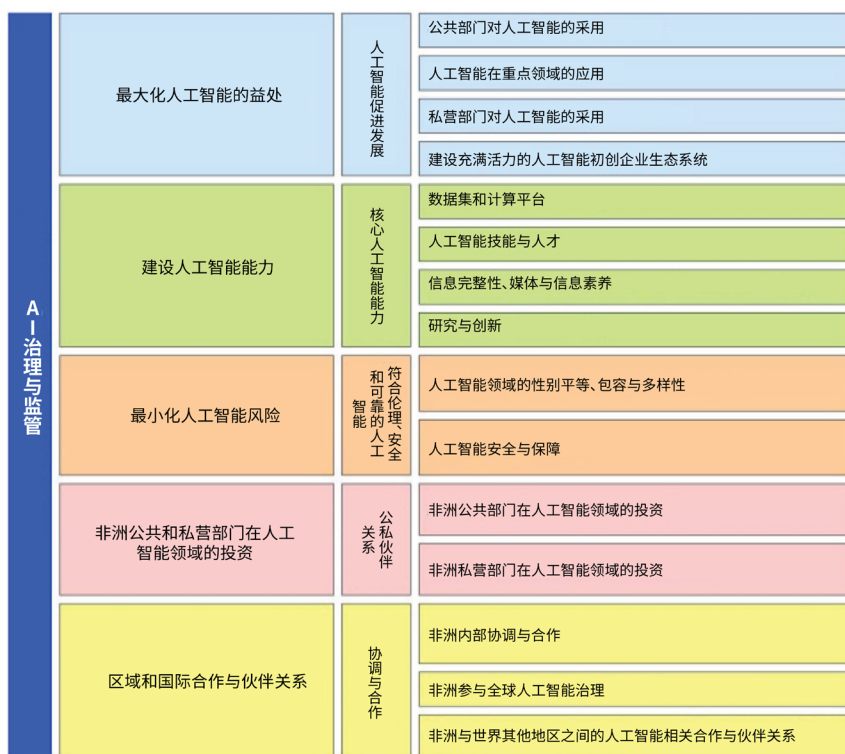 AI治理与监管
最大化人工智能的益处
人工智能促进发展
公共部门对人工智能的采用
人工智能在重点领域的应用
私营部门对人工智能的采用
建设充满活力的人工智能初创企业生态系统
建设人工智能能力
核心人工智能能力
数据集和计算平台
人工智能技能与人才
信息完整性、媒体与信息素养
研究与创新
最小化人工智能风险
符合伦理、安全
和可靠的人工
智能
人工智能领域的性别平等、包容与多样性
人工智能安全与保障
非洲公共和私营部门在人工
智能领域的投资
公私伙伴
关系
非洲公共部门在人工智能领域的投资
非洲私营部门在人工智能领域的投资
区域和国际合作与伙伴关系
协调与合作
非洲内部协调与合作
非洲参与全球人工智能治理
非洲与世界其他地区之间的人工智能相关合作与伙伴关系